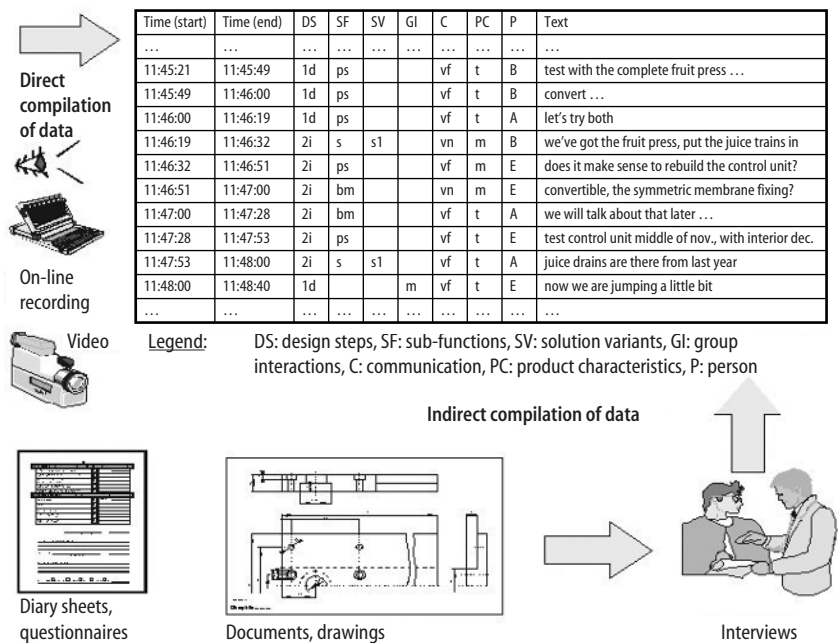 Time (start) Time (end) DS SF SV GI C PC P Text
… … … … … … … … … …
11:45:21 11:45:49 1d ps vf t B test with the complete fruit press …
11:45:49 11:46:00 1d ps vf t B convert …
11:46:00 11:46:19 1d ps vf t A let's try both
11:46:19 11:46:32 2i s s1 vn m B we've got the fruit press, put the juice trains in
11:46:32 11:46:51 2i ps vf m E does it make sense to rebuild the control unit?
11:46:51 11:47:00 2i bm vn m E convertible, the symmetric membrane fixing?
11:47:00 11:47:28 2i bm vf t A we will talk about that later …
11:47:28 11:47:53 2i ps vf t E test control unit middle of nov., with interior dec.
11:47:53 11:48:00 2i s s1 vf t A juice drains are there from last year
11:48:00 11:48:40 1d m vf t E now we are jumping a little bit
… … … … … … … … … …
Direct
compilation
of data
On-line
recording
Video
Legend: DS: design steps, SF: sub-functions, SV: solution variants, GI: group
interactions, C: communication, PC: product characteristics, P: person
Indirect compilation of data
Diary sheets,
questionnaires
Documents, drawings
Interviews